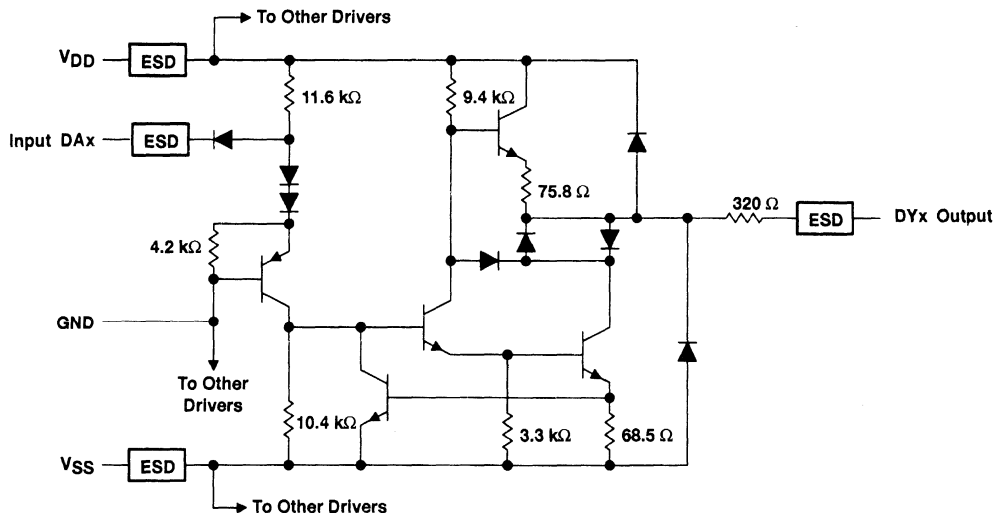 To Other Drivers
VDD
ESD
11.6 kΩ
9.4 kΩ
Input DAx
ESD
75.8 Ω
320 Ω
ESD
DYx Output
4.2 kΩ
GND
To Other
Drivers
10.4 kΩ
3.3 kΩ
68.5 Ω
VSS
ESD
To Other Drivers